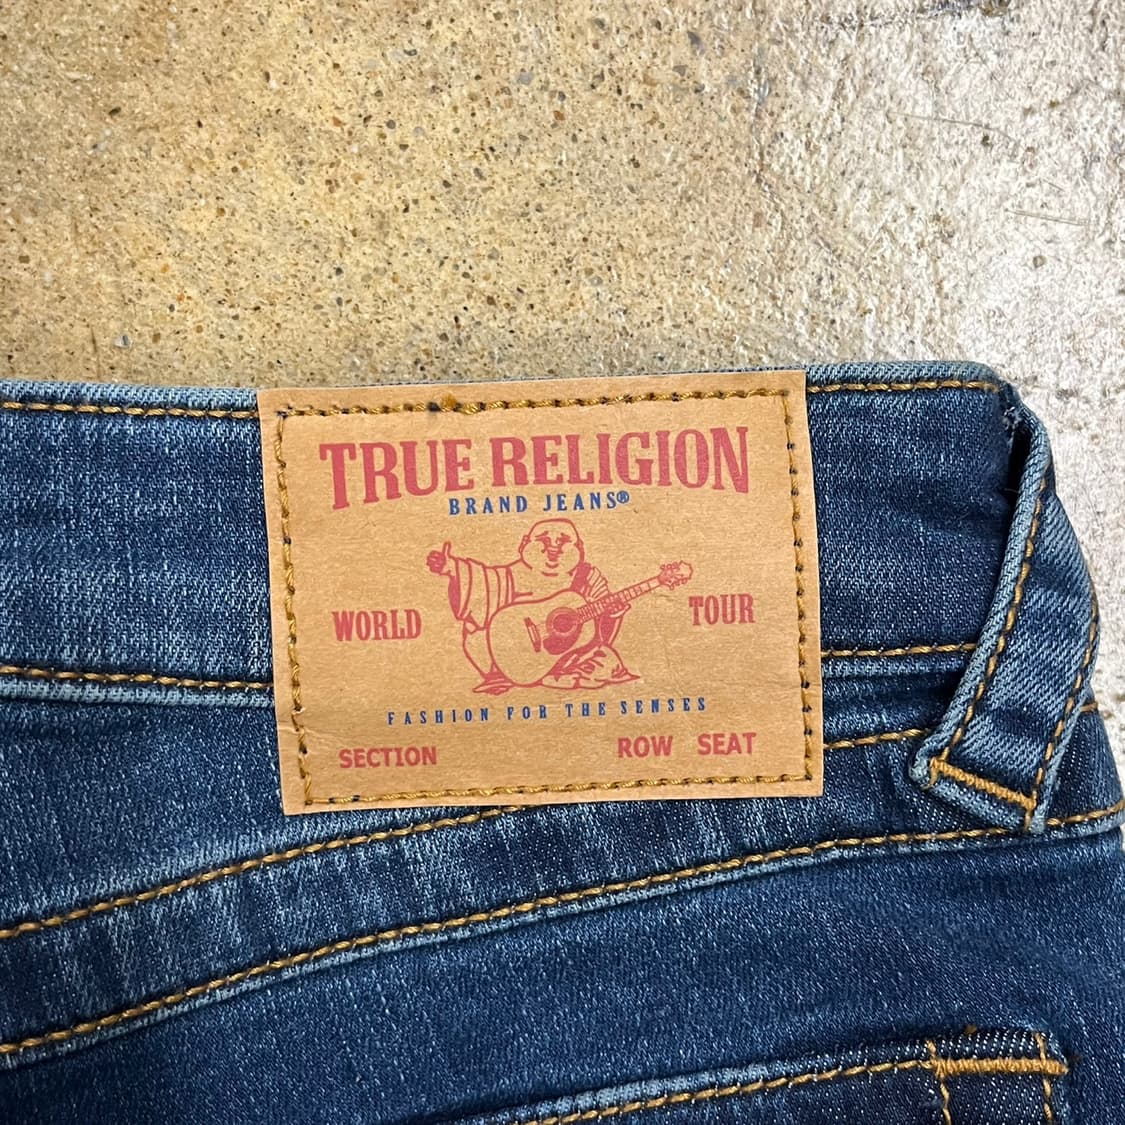 TRUE RELIGION
BRAND JEANS®
WORLD TOUR
FASHION FOR THE SENSES
SECTION ROW SEAT